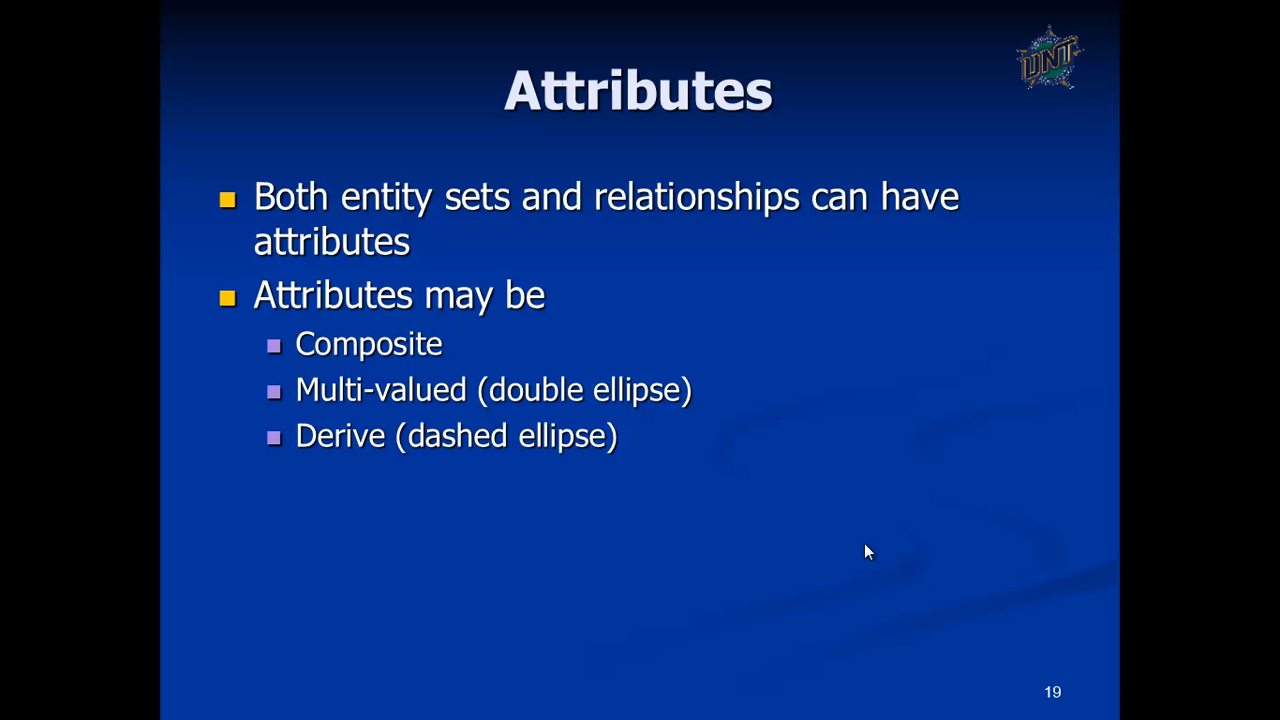 UNT
Attributes
Both entity sets and relationships can have
attributes
Attributes may be
Composite
Multi-valued (double ellipse)
Derive (dashed ellipse)
19